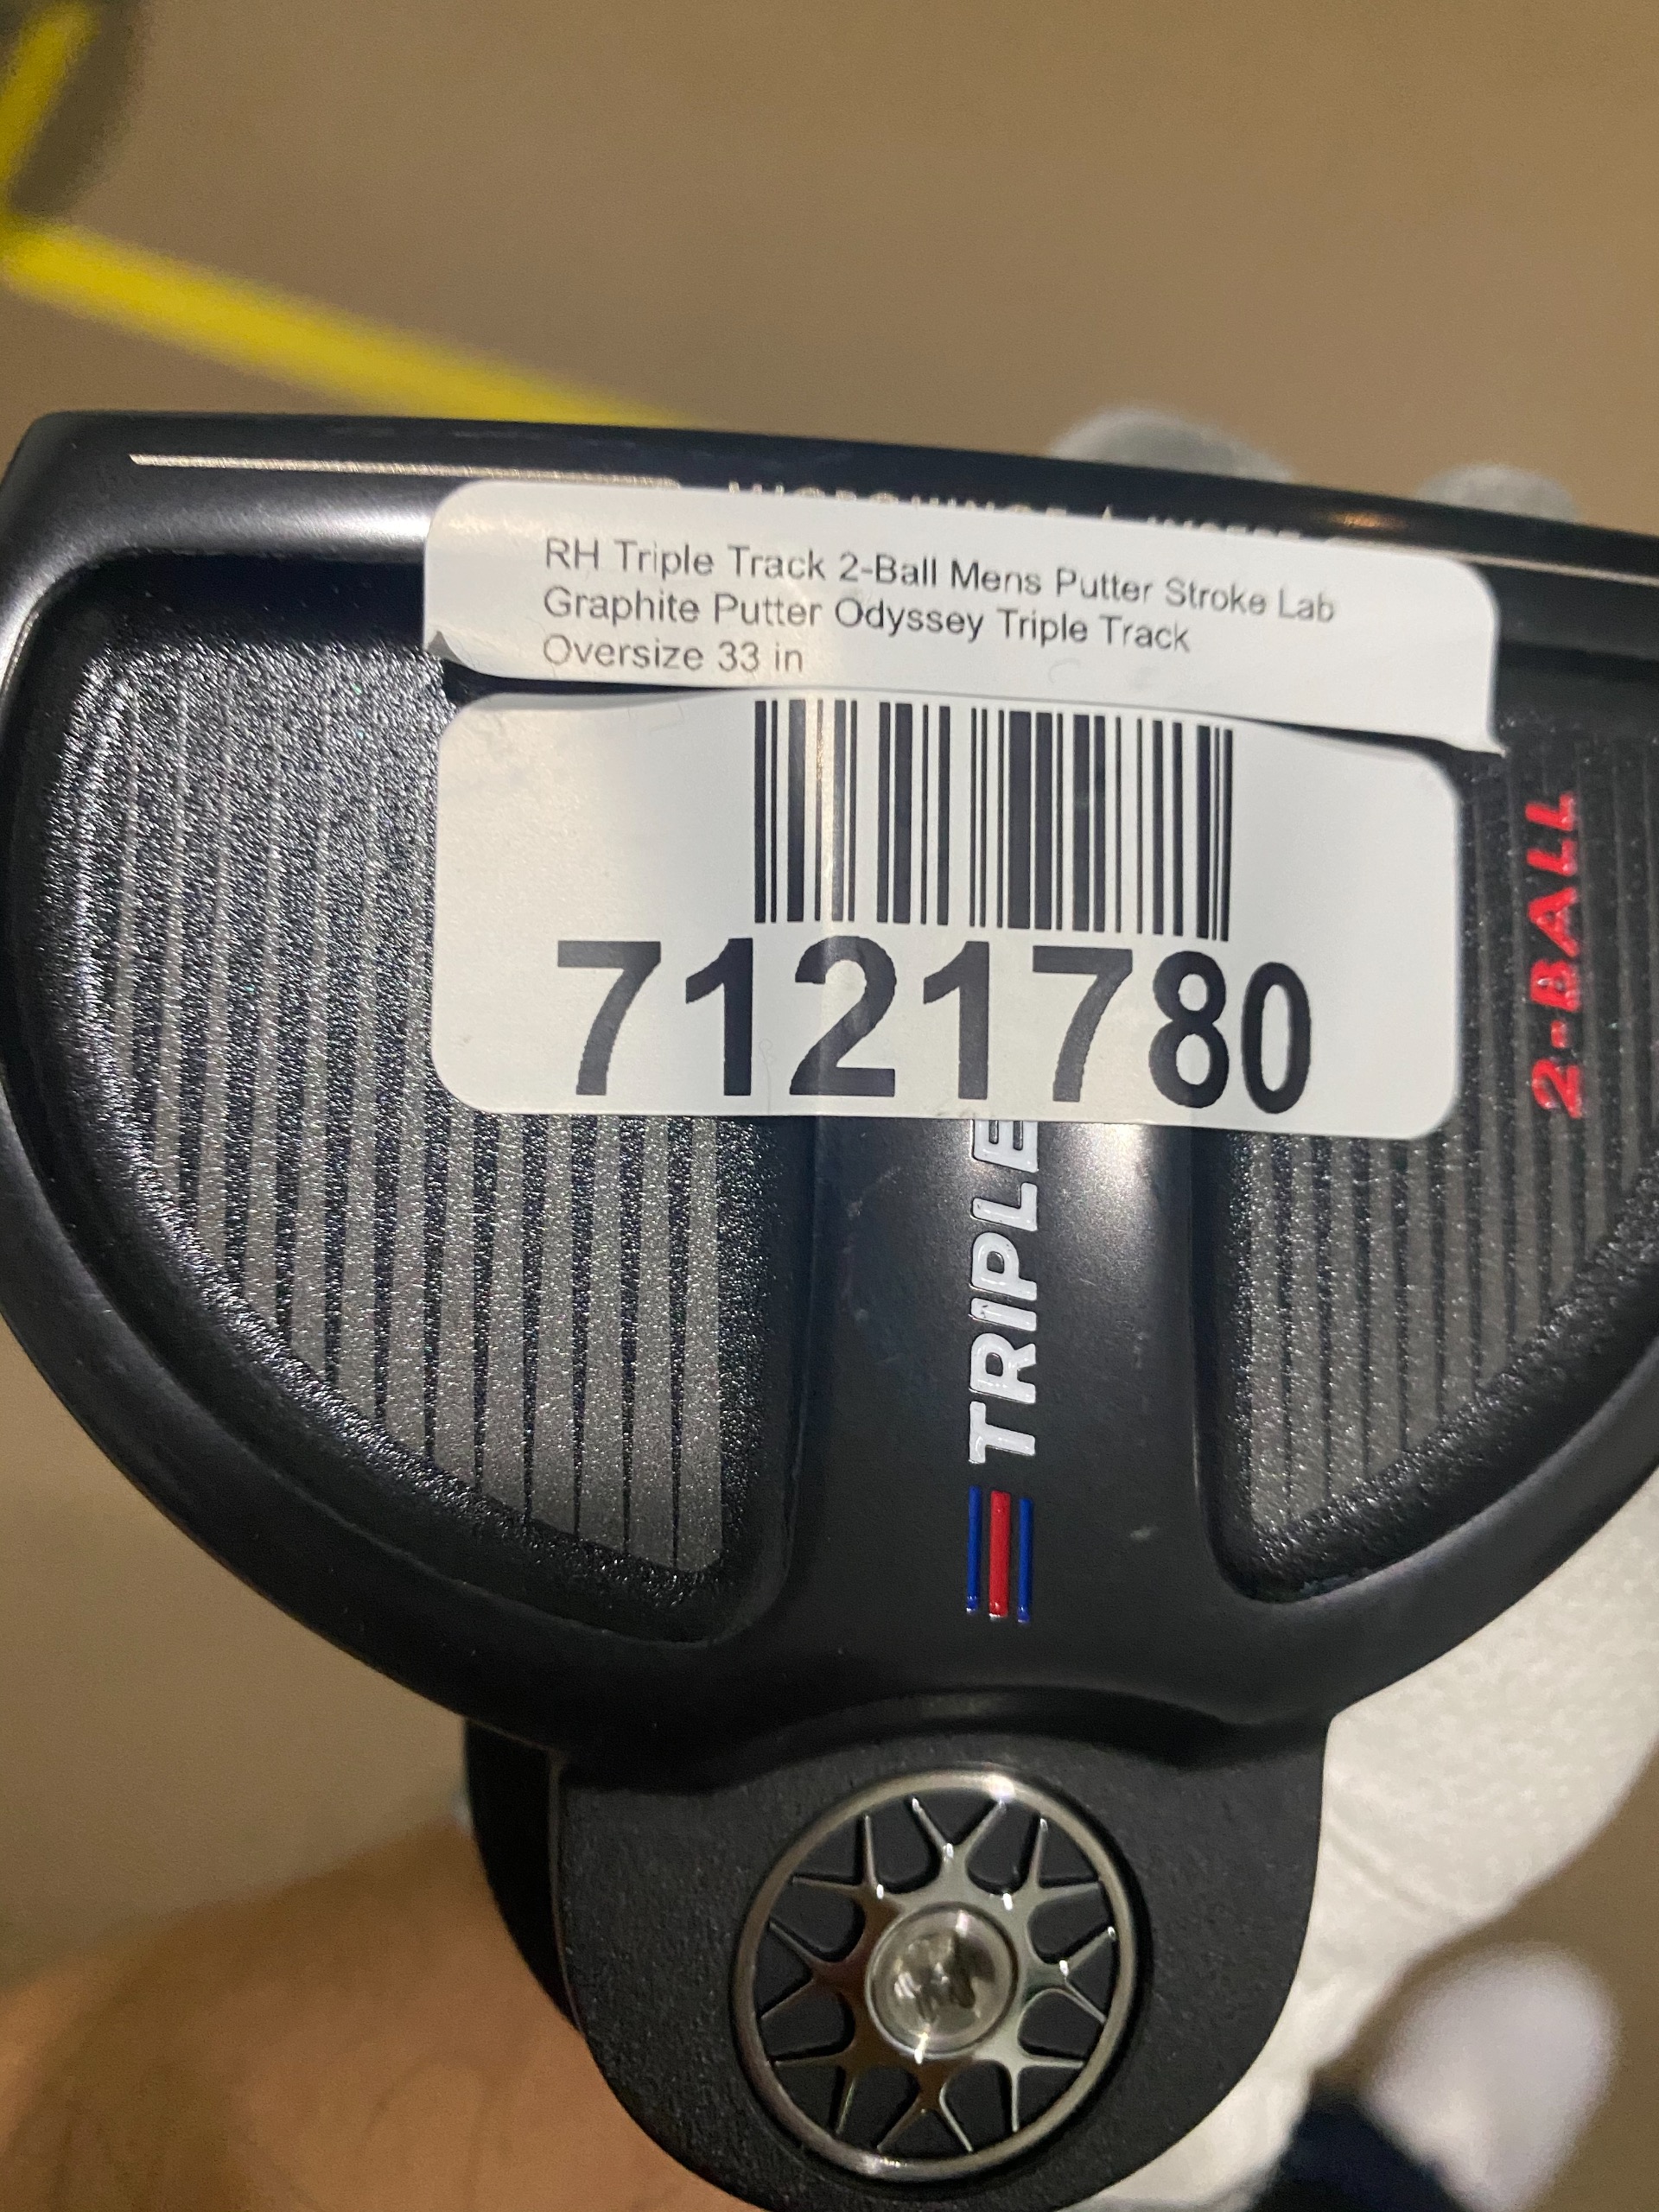 RH Triple Track 2-Ball Mens Putter Stroke Lab
Graphite Putter Odyssey Triple Track
Oversize 33 in
7121780
2-BALL
TRIPLE